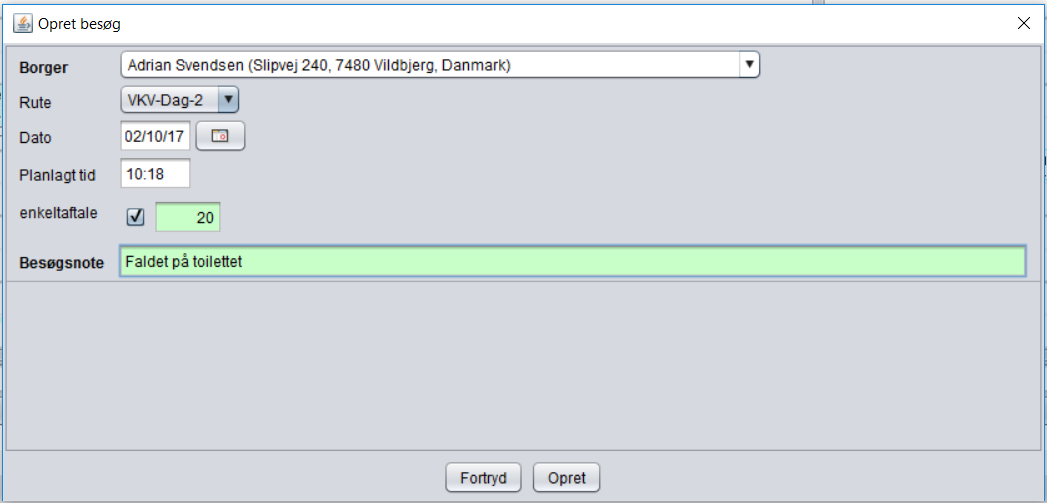 Opret besøg
Borger Adrian Svendsen (Slipvej 240, 7480 Vildbjerg, Danmark)
Rute VKV-Dag-2
Dato 02/10/17
Planlagt tid 10:18
enkeltaftale 20
Besøgsnote Faldet på toilettet
Fortryd Opret